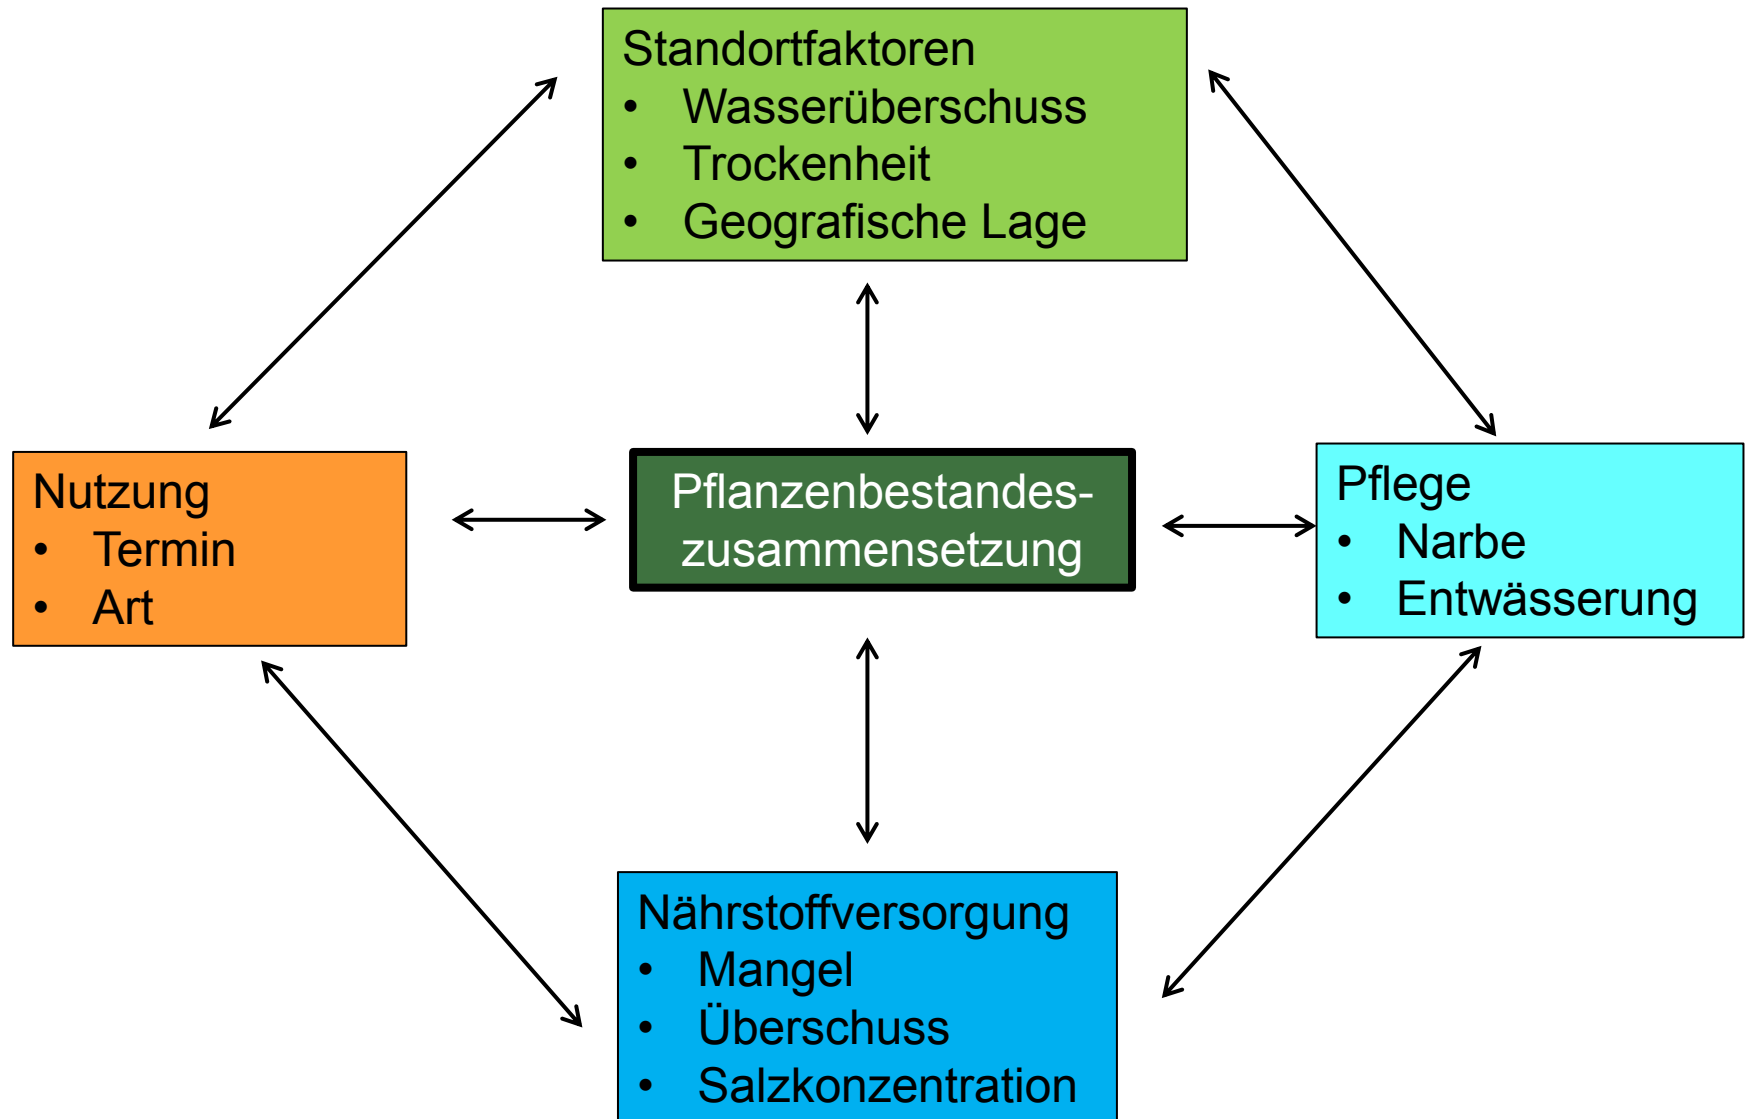 Standortfaktoren
• Wasserüberschuss
• Trockenheit
• Geografische Lage
Nutzung
• Termin
• Art
Pflanzenbestandes-
zusammensetzung
Pflege
• Narbe
• Entwässerung
Nährstoffversorgung
• Mangel
• Überschuss
• Salzkonzentration